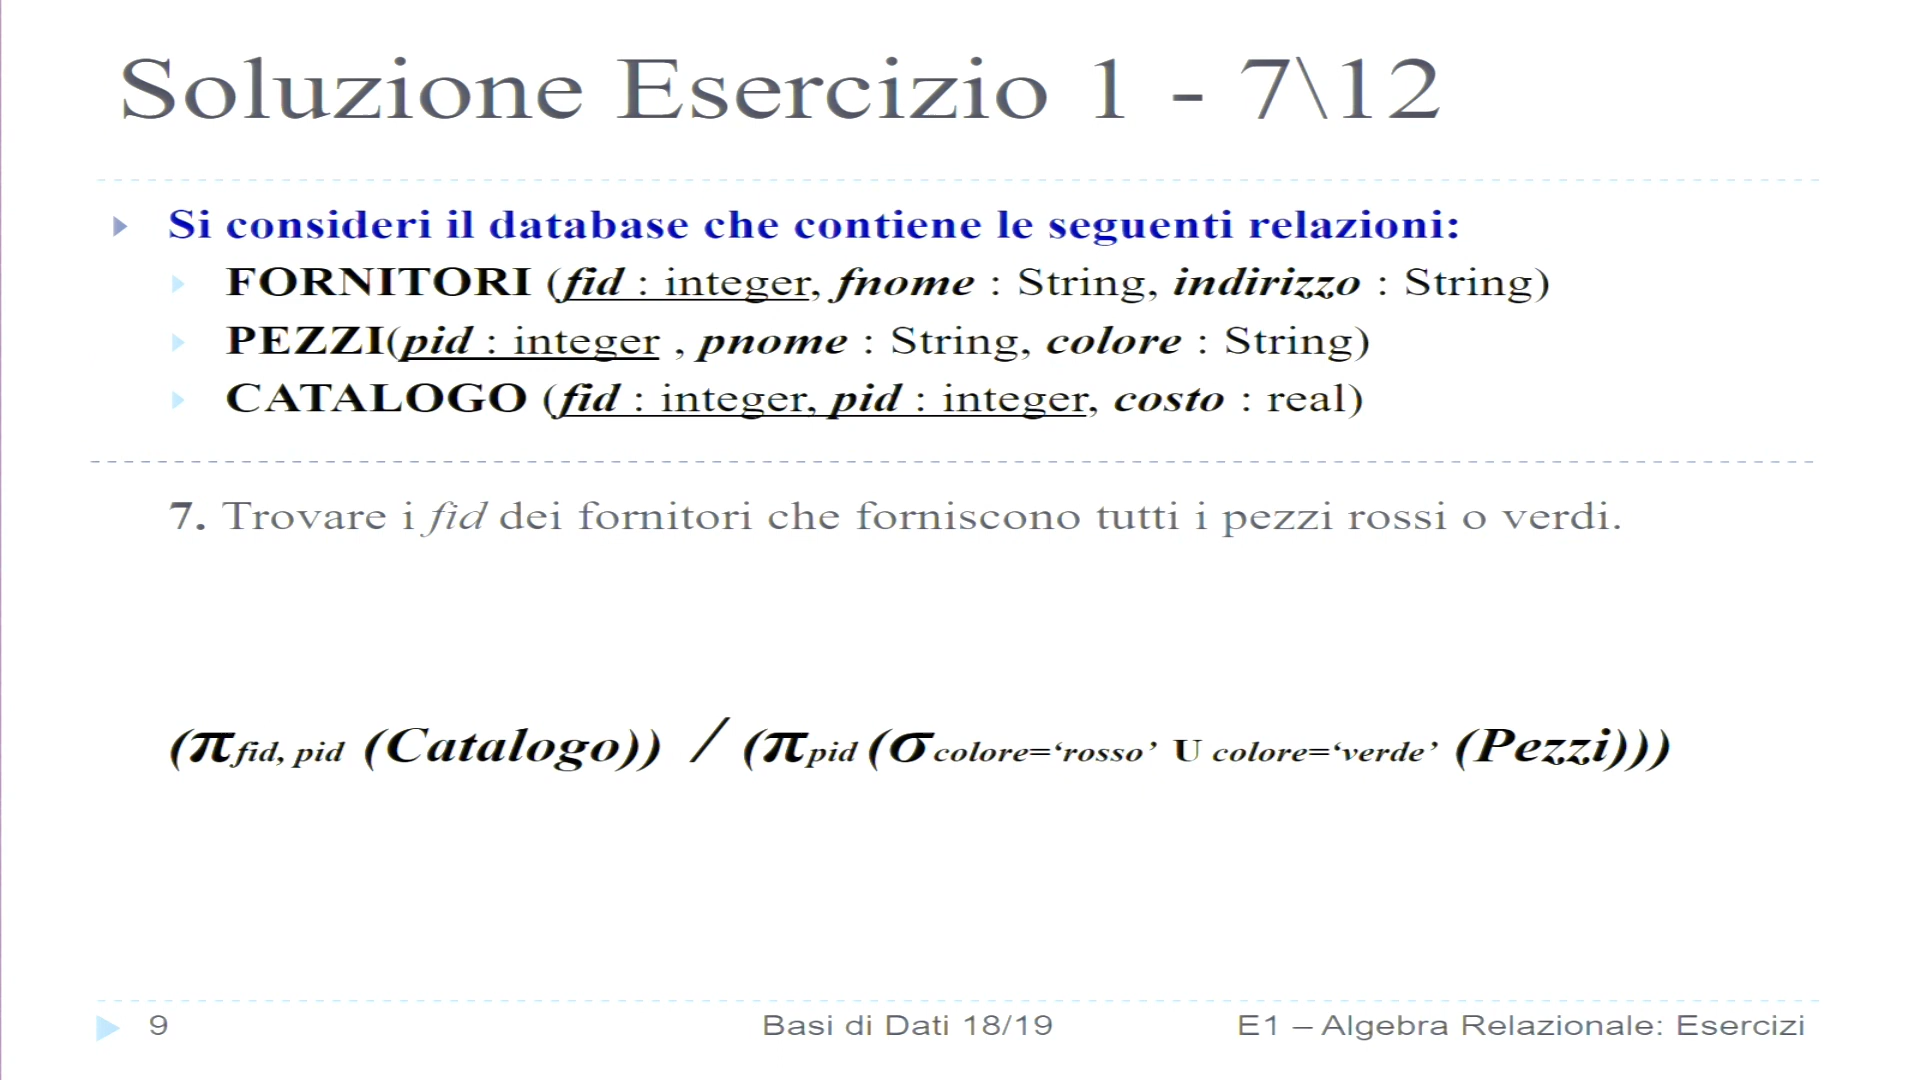 Soluzione Esercizio 1 - 7\12
Si consideri il database che contiene le seguenti relazioni:
FORNITORI (fid : integer, fnome : String, indirizzo : String)
PEZZI(pid : integer , pnome : String, colore : String)
CATALOGO (fid : integer, pid : integer, costo : real)
7. Trovare i fid dei fornitori che forniscono tutti i pezzi rossi o verdi.
(πfid, pid (Catalogo)) / (πpid (σcolore=‘rosso’ U colore=‘verde’ (Pezzi)))
9 Basi di Dati 18/19 E1 – Algebra Relazionale: Esercizi